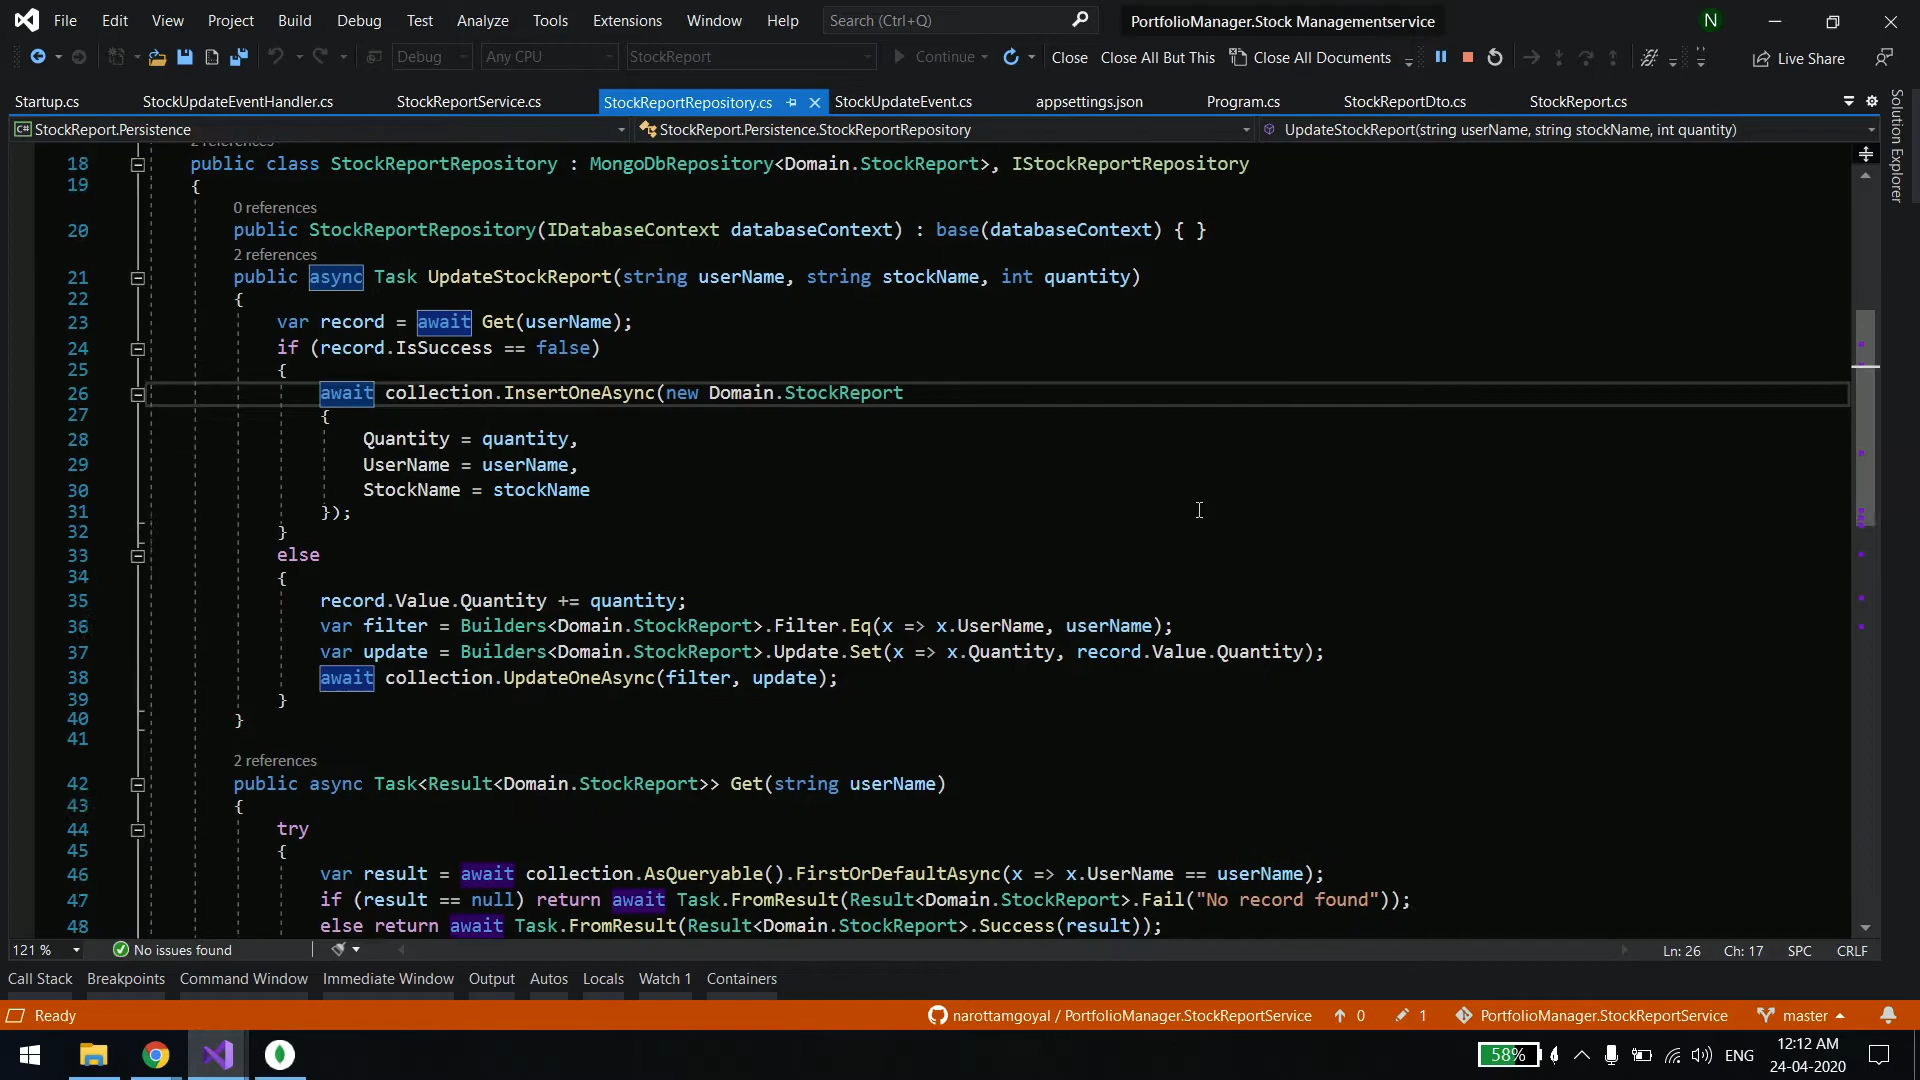 File Edit View Project Build Debug Test Analyze Tools Extensions Window Help Search (Ctrl+Q) PortfolioManager.Stock Managementservice N
Debug Any CPU StockReport Continue Close Close All But This Close All Documents Live Share
Startup.cs StockUpdateEventHandler.cs StockReportService.cs StockReportRepository.cs StockUpdateEvent.cs appsettings.json Program.cs StockReportDto.cs StockReport.cs
Solution Explorer
C# StockReport.Persistence StockReport.Persistence.StockReportRepository UpdateStockReport(string userName, string stockName, int quantity)
2 references
18 public class StockReportRepository : MongoDbRepository<Domain.StockReport>, IStockReportRepository
19 {
0 references
20 public StockReportRepository(IDatabaseContext databaseContext) : base(databaseContext) { }
2 references
21 public async Task UpdateStockReport(string userName, string stockName, int quantity)
22 {
23 var record = await Get(userName);
24 if (record.IsSuccess == false)
25 {
26 await collection.InsertOneAsync(new Domain.StockReport
27 {
28 Quantity = quantity,
29 UserName = userName,
30 StockName = stockName
31 });
32 }
33 else
34 {
35 record.Value.Quantity += quantity;
36 var filter = Builders<Domain.StockReport>.Filter.Eq(x => x.UserName, userName);
37 var update = Builders<Domain.StockReport>.Update.Set(x => x.Quantity, record.Value.Quantity);
38 await collection.UpdateOneAsync(filter, update);
39 }
40 }
41
2 references
42 public async Task<Result<Domain.StockReport>> Get(string userName)
43 {
44 try
45 {
46 var result = await collection.AsQueryable().FirstOrDefaultAsync(x => x.UserName == userName);
47 if (result == null) return await Task.FromResult(Result<Domain.StockReport>.Fail("No record found"));
48 else return await Task.FromResult(Result<Domain.StockReport>.Success(result));
121 % No issues found Ln: 26 Ch: 17 SPC CRLF
Call Stack Breakpoints Command Window Immediate Window Output Autos Locals Watch 1 Containers
Ready narottamgoyal / PortfolioManager.StockReportService 0 1 PortfolioManager.StockReportService master
58% ENG 12:12 AM
24-04-2020